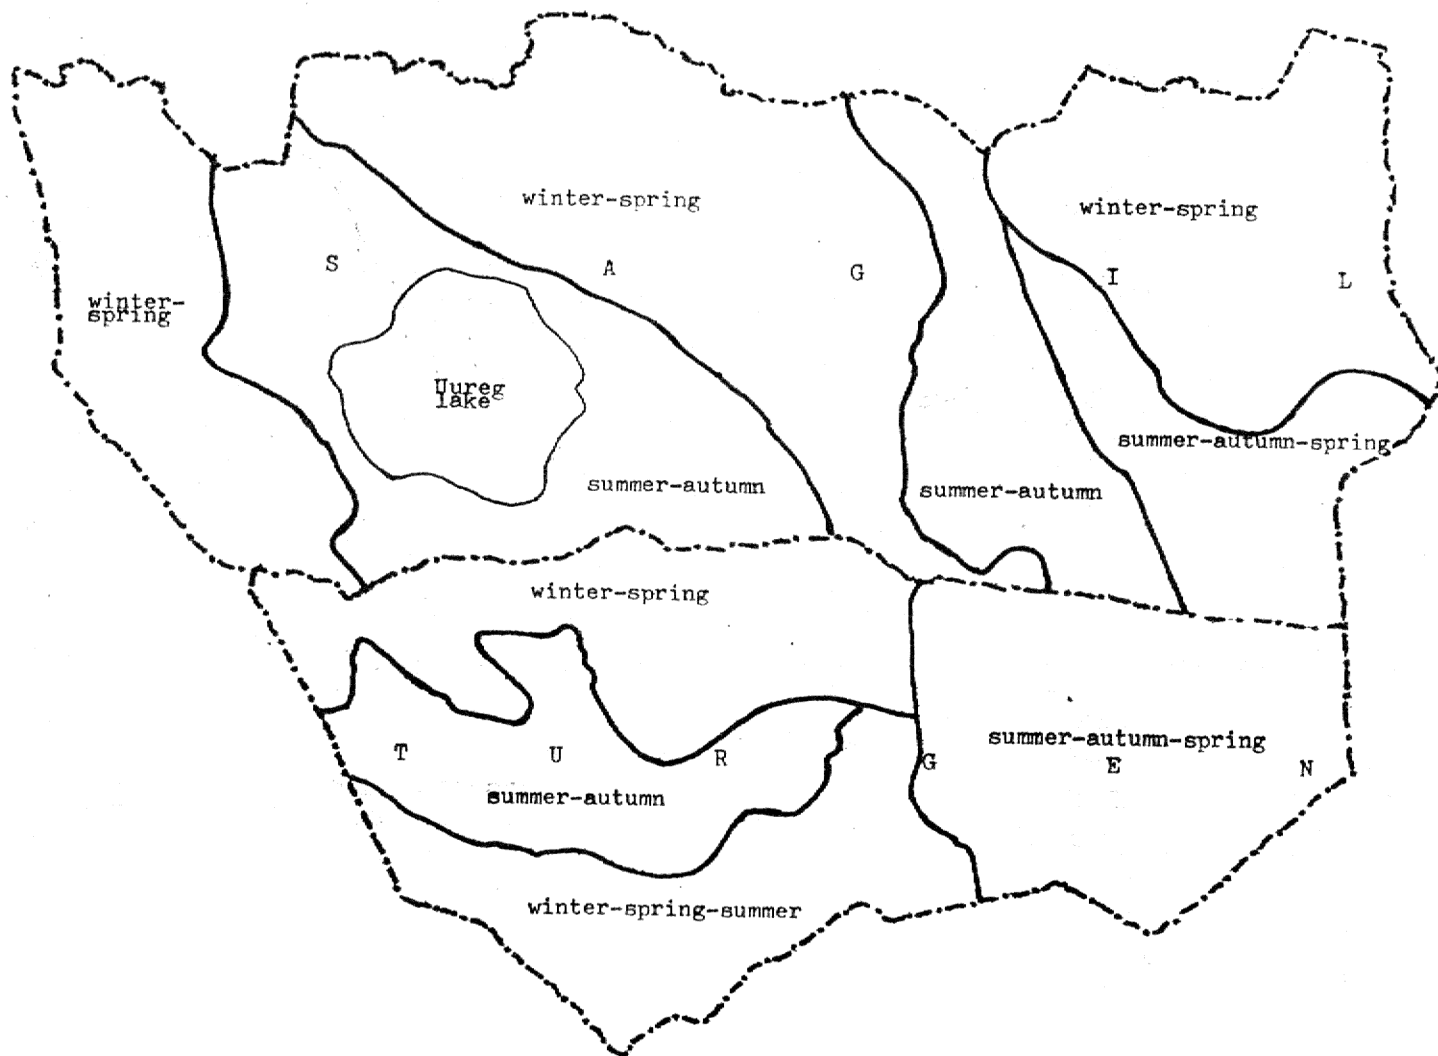 winter-spring
winter-spring
S A G I L
winter-
spring
Uureg
lake
summer-autumn-spring
summer-autumn
summer-autumn
winter-spring
summer-autumn-spring
T U R G E N
summer-autumn
winter-spring-summer